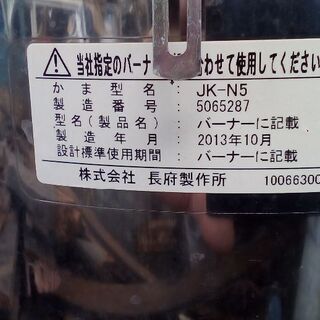 当社指定のバーナ わせて使用してください
かま型名 : JK-N5
製造番号 : 5065287
型名(製品名) : バーナーに記載
製造年月 : 2013年10月
設計標準使用期間 : バーナーに記載
株式会社 長府製作所 10066300